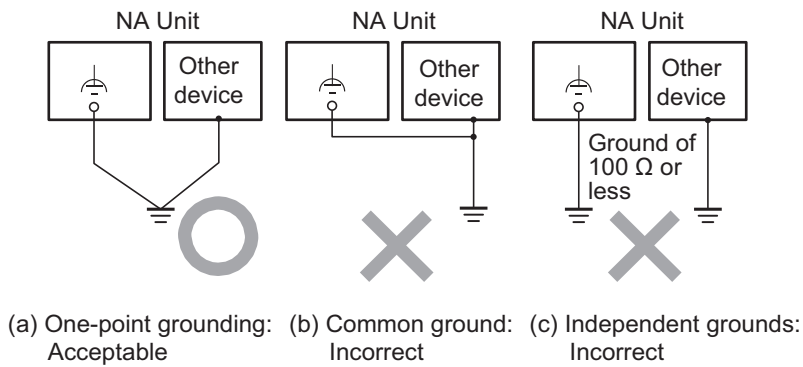 NA Unit
Other
device
NA Unit
Other
device
NA Unit
Other
device
Ground of
100 Ω or
less
(a) One-point grounding:
Acceptable
(b) Common ground:
Incorrect
(c) Independent grounds:
Incorrect